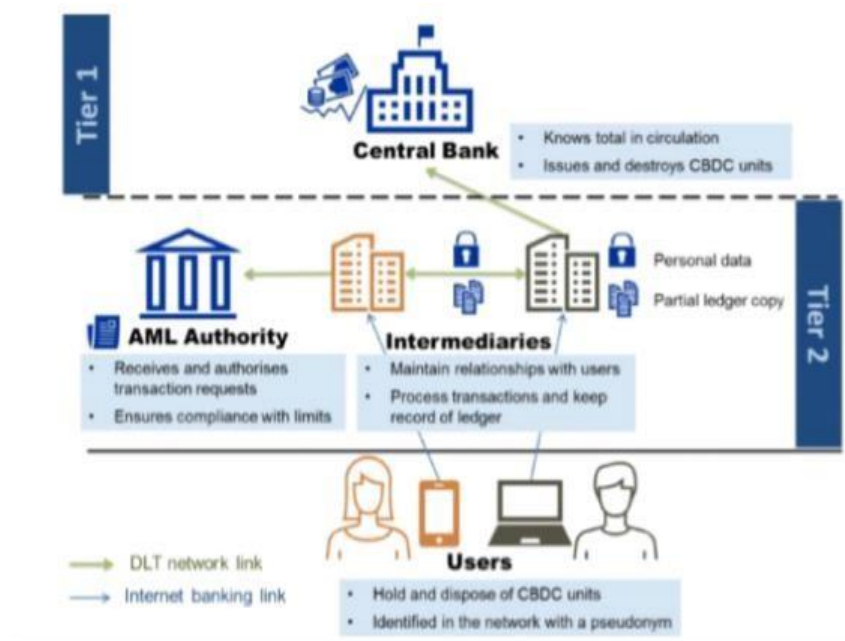 Tier 1
Central Bank
• Knows total in circulation
• Issues and destroys CBDC units
Personal data
Partial ledger copy
Tier 2
AML Authority
• Receives and authorises
transaction requests
• Ensures compliance with limits
Intermediaries
• Maintain relationships with users
• Process transactions and keep
record of ledger
DLT network link
Internet banking link
Users
• Hold and dispose of CBDC units
• Identified in the network with a pseudonym